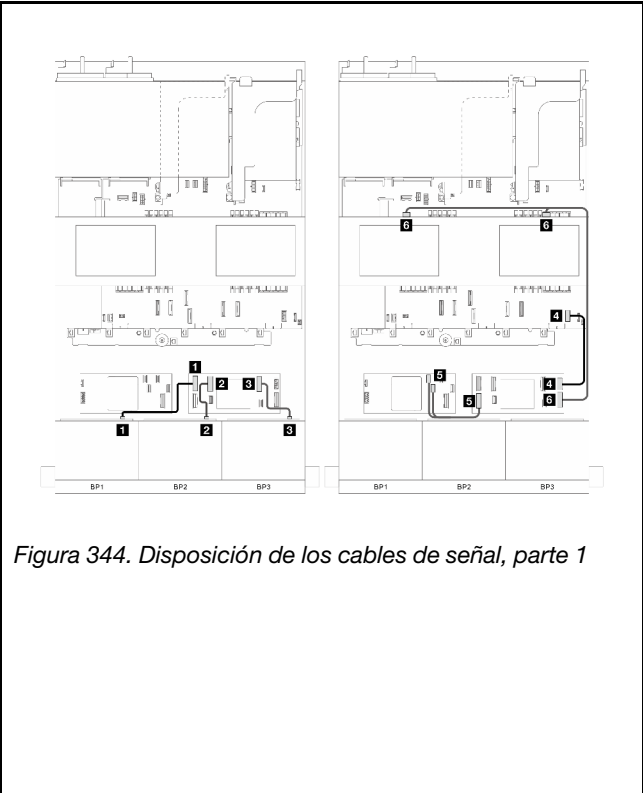 6 6
4
1
2 3
1 2 3
5
5
4
6
BP1 BP2 BP3
BP1 BP2 BP3
Figura 344. Disposición de los cables de señal, parte 1